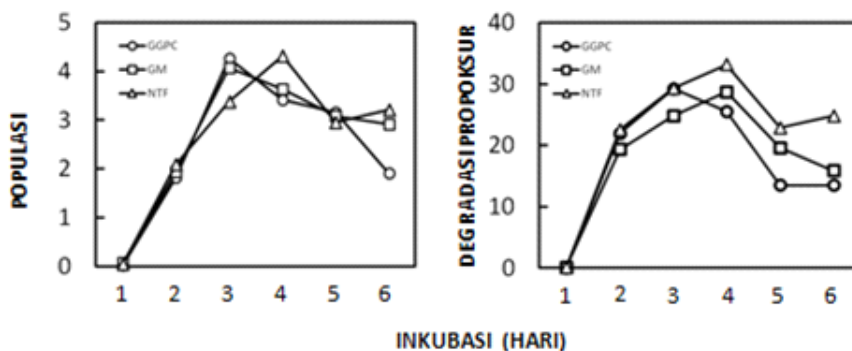 POPULASI
5
4
3
2
1
0
GGPC
GM
NTF
1 2 3 4 5 6
DEGRADASI PROPOKSUR
40
30
20
10
0
GGPC
GM
NTF
1 2 3 4 5 6
INKUBASI (HARI)